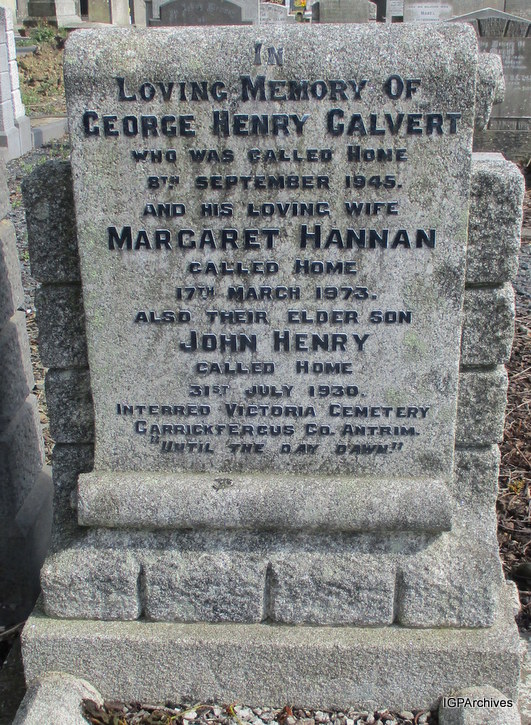 IN
LOVING MEMORY OF
GEORGE HENRY CALVERT
WHO WAS CALLED HOME
8TH SEPTEMBER 1945.
AND HIS LOVING WIFE
MARGARET HANNAN
CALLED HOME
17TH MARCH 1973.
ALSO THEIR ELDER SON
JOHN HENRY
CALLED HOME
31ST JULY 1930.
INTERRED VICTORIA CEMETERY
CARRICKFERGUS CO. ANTRIM.
"UNTIL THE DAY DAWN"
IGPArchives